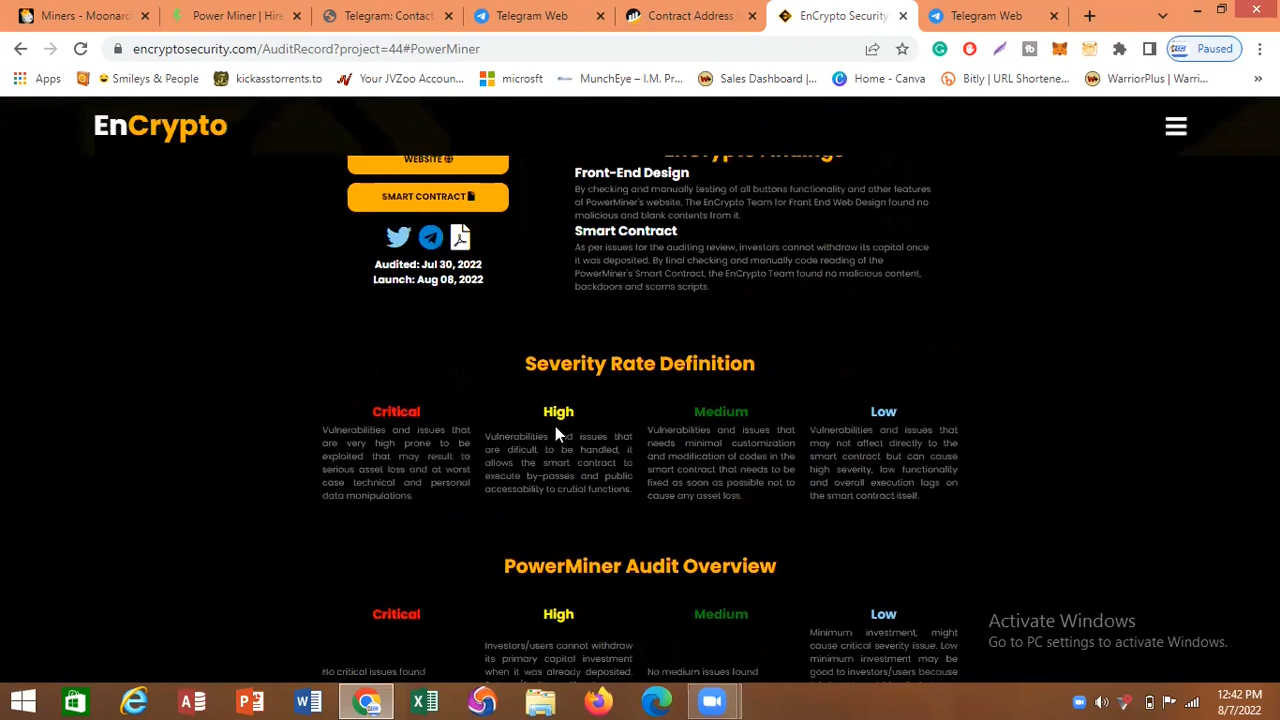 Miners - Moonarc
Power Miner | Hire
Telegram: Contact
Telegram Web
Contract Address
EnCrypto Security
Telegram Web
encryptosecurity.com/AuditRecord?project=44#PowerMiner
Paused
Apps
Smileys & People
kickasstorrents.to
Your JVZoo Accoun...
microsft
MunchEye – I.M. Pr...
Sales Dashboard |...
Home - Canva
Bitly | URL Shortene...
WarriorPlus | Warri...
»
EnCrypto
WEBSITE
SMART CONTRACT
Audited: Jul 30, 2022
Launch: Aug 08, 2022
EnCrypto Findings
Front-End Design
By checking and manually testing of all buttons functionality and other features
of PowerMiner's website, The EnCrypto Team for Front End Web Design found no
malicious and blank contents from it.
Smart Contract
As per issues for the auditing review, investors cannot withdraw its capital once
it was deposited. By final checking and manually code reading of the
PowerMiner's Smart Contract, the EnCrypto Team found no malicious content,
backdoors and scams scripts.
Severity Rate Definition
Critical
Vulnerabilities and issues that
are very high prone to be
exploited that may result to
serious asset loss and at worst
case technical and personal
data manipulations.
High
Vulnerabilities and issues that
are dificult to be handled, it
allows the smart contract to
execute by-passes and public
accessability to crutial functions.
Medium
Vulnerabilities and issues that
needs minimal customization
and modification of codes in the
smart contract that needs to be
fixed as soon as possible not to
cause any asset loss.
Low
Vulnerabilities and issues that
may not affect directly to the
smart contract but can cause
high severity, low functionality
and overall execution lags on
the smart contract itself.
PowerMiner Audit Overview
Critical
No critical issues found
High
Investors/users cannot withdraw
its primary capital investment
when it was already deposited.
Medium
No medium issues found
Low
Minimum investment, might
cause critical severity issue. Low
minimum investment may be
good to investors/users because
Activate Windows
Go to PC settings to activate Windows.
12:42 PM
8/7/2022